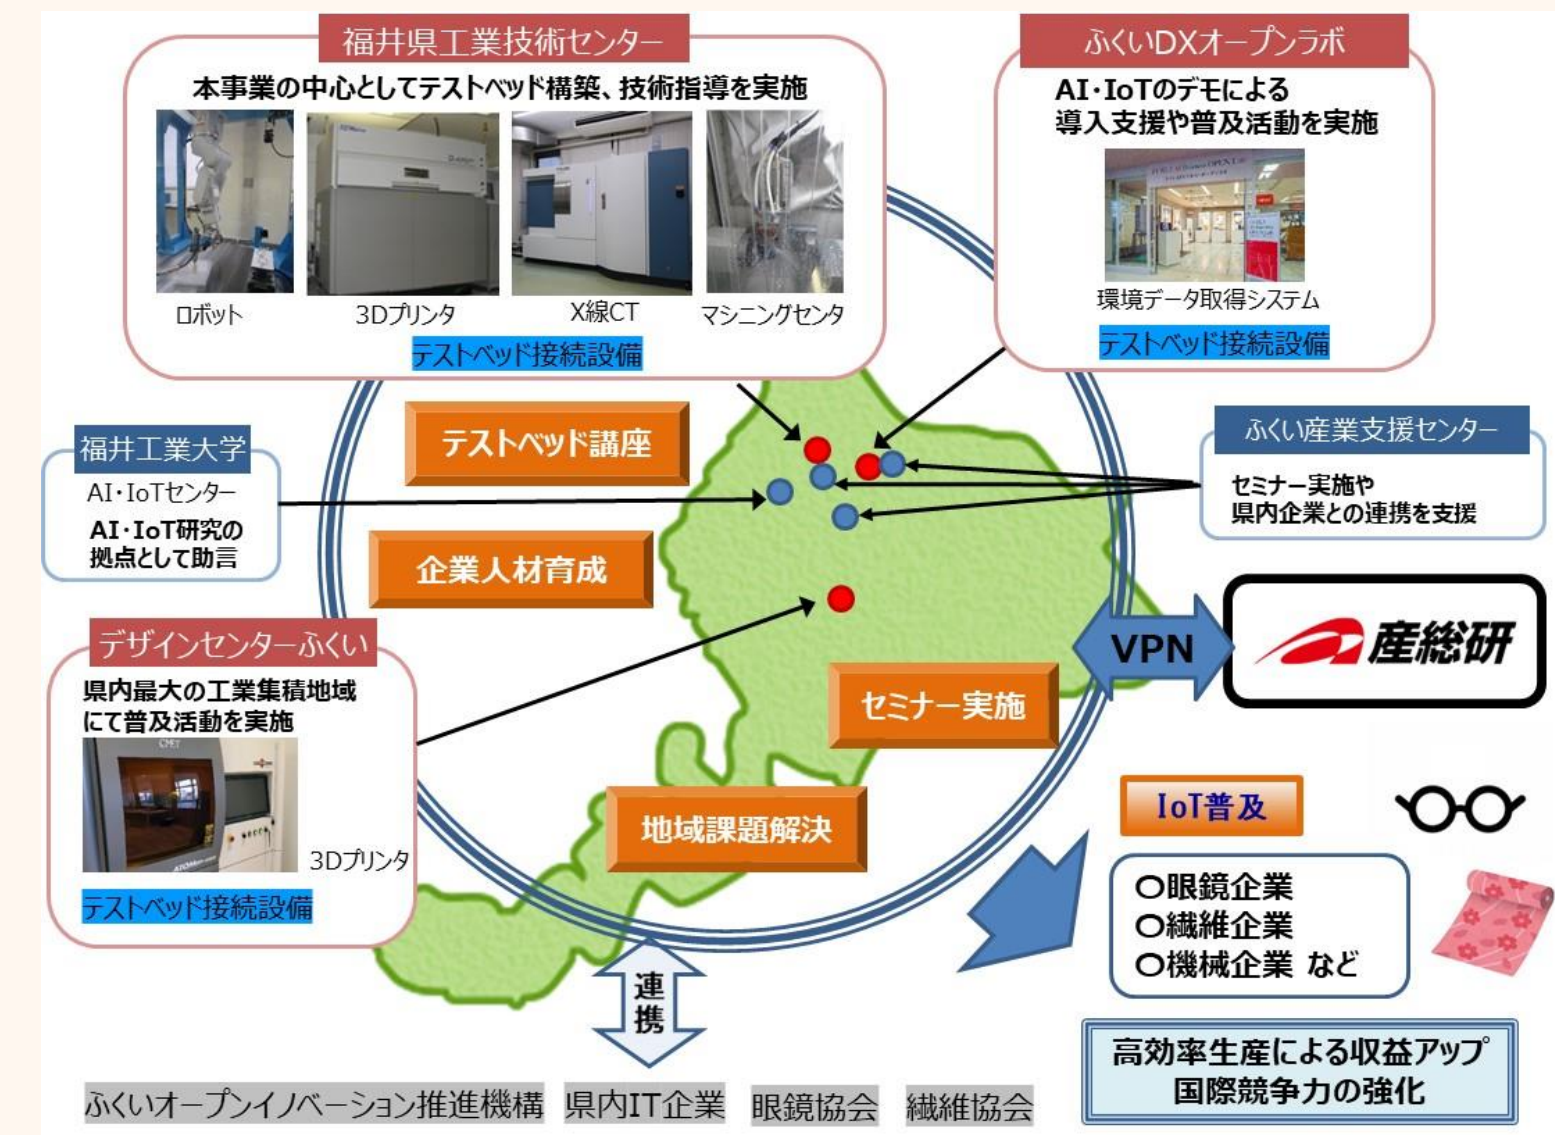 福井県工業技術センター
本事業の中心としてテストベッド構築、技術指導を実施
ロボット
3Dプリンタ
X線CT
マシニングセンタ
テストベッド接続設備
ふくいDXオープンラボ
AI・IoTのデモによる
導入支援や普及活動を実施
環境データ取得システム
テストベッド接続設備
テストベッド講座
福井工業大学
AI・IoTセンター
AI・IoT研究の
拠点として助言
ふくい産業支援センター
セミナー実施や
県内企業との連携を支援
企業人材育成
デザインセンターふくい
県内最大の工業集積地域
にて普及活動を実施
3Dプリンタ
テストベッド接続設備
VPN
産総研
セミナー実施
地域課題解決
IoT普及
〇眼鏡企業
〇繊維企業
〇機械企業 など
連携
高効率生産による収益アップ
国際競争力の強化
ふくいオープンイノベーション推進機構
県内IT企業
眼鏡協会
繊維協会